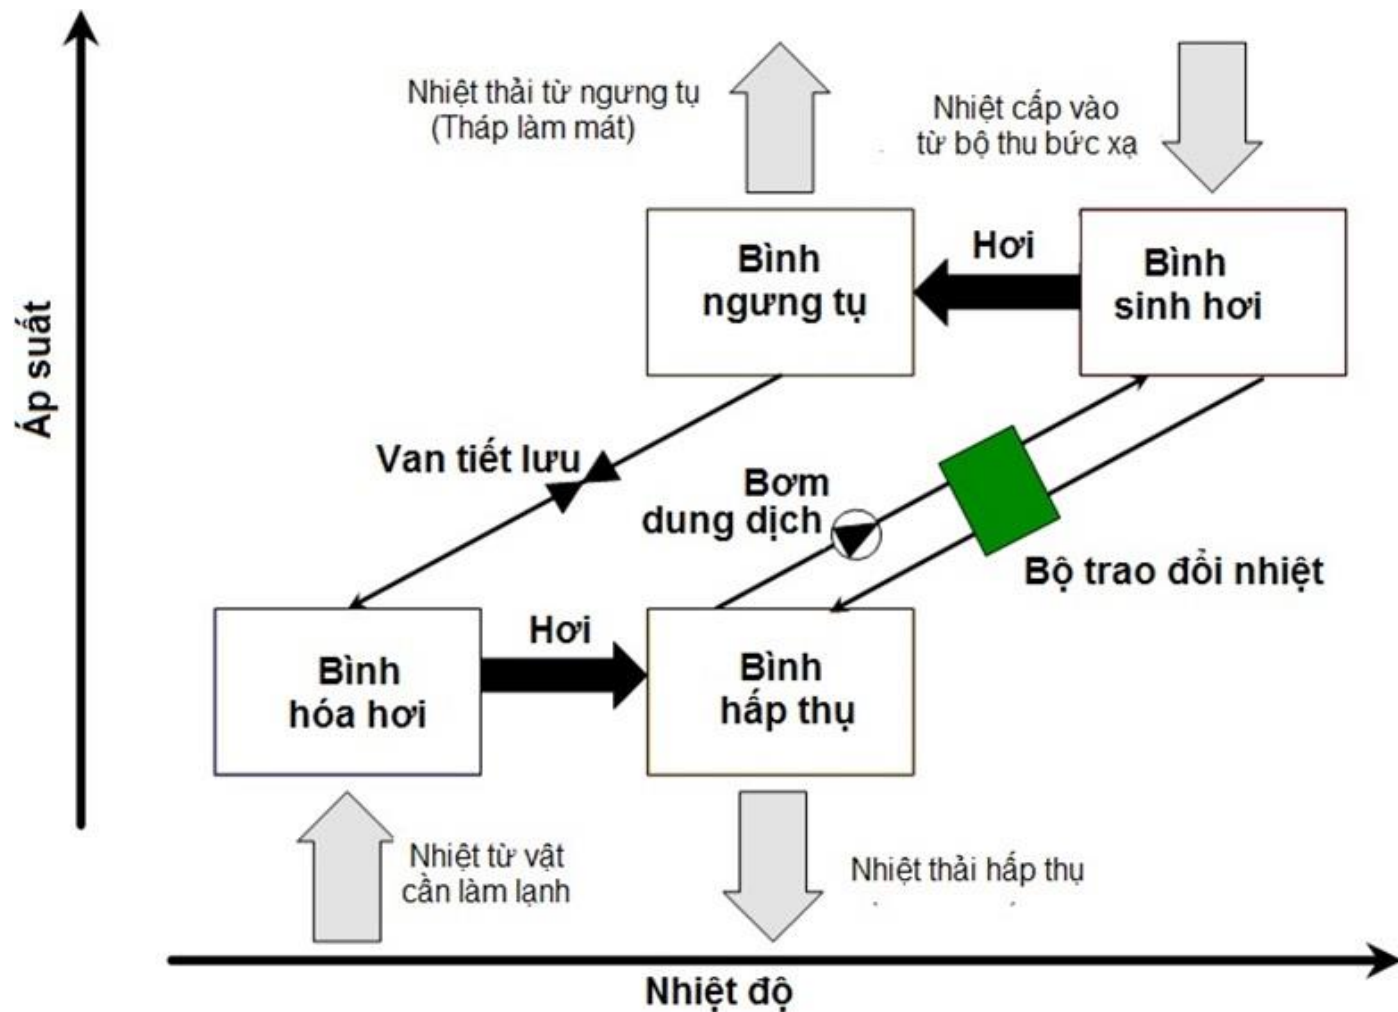 Nhiệt thải từ ngưng tụ
(Tháp làm mát)
Nhiệt cấp vào
từ bộ thu bức xạ
Bình
ngưng tụ
Hơi
Bình
sinh hơi
Áp suất
Van tiết lưu
Bơm
dung dịch
Bộ trao đổi nhiệt
Bình
hóa hơi
Hơi
Bình
hấp thụ
Nhiệt từ vật
cần làm lạnh
Nhiệt thải hấp thụ
Nhiệt độ